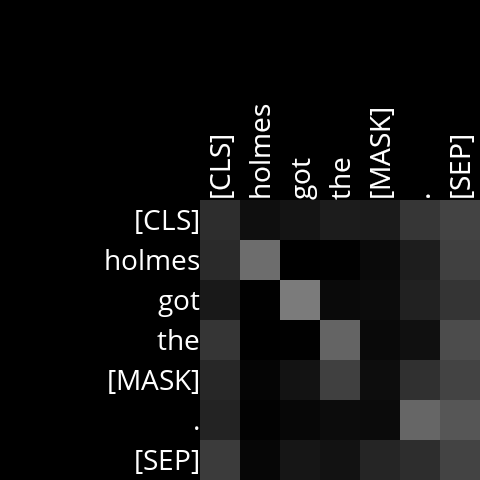 [CLS] holmes got the [MASK] . [SEP]
[CLS]
holmes
got
the
[MASK]
.
[SEP]